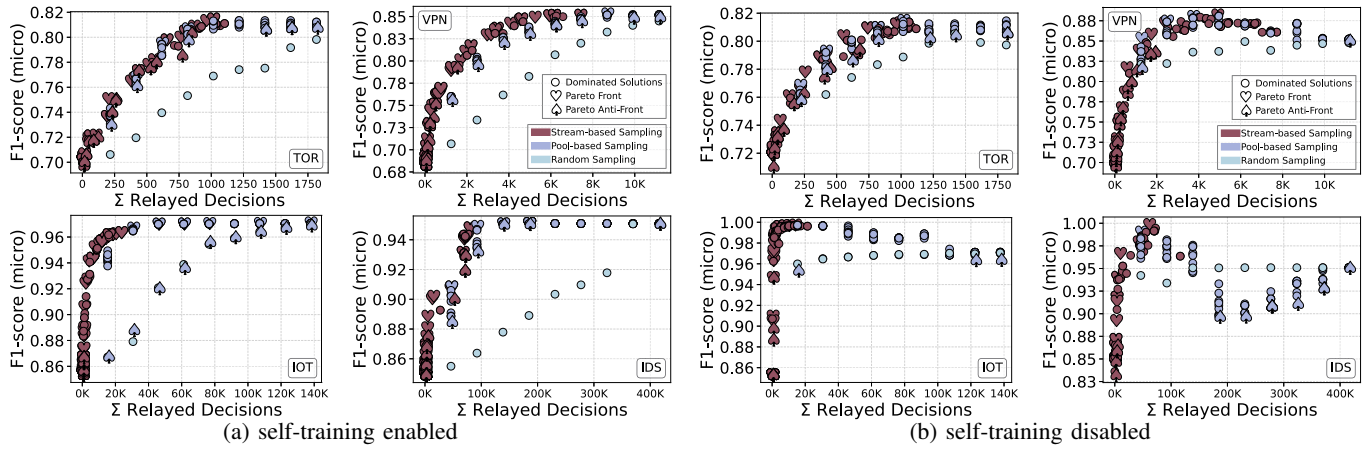 F1-score (micro)
0.82
0.80
0.78
0.76
0.74
0.72
0.70
TOR
0 250 500 750 1000 1250 1500 1750
Σ Relayed Decisions
VPN
0.85
0.83
0.80
0.78
0.75
0.73
0.70
0.68
Dominated Solutions
Pareto Front
Pareto Anti-Front
Stream-based Sampling
Pool-based Sampling
Random Sampling
0K 2K 4K 6K 8K 10K
Σ Relayed Decisions
F1-score (micro)
0.82
0.80
0.78
0.76
0.74
0.72
TOR
0 250 500 750 1000 1250 1500 1750
Σ Relayed Decisions
VPN
0.88
0.85
0.83
0.80
0.78
0.75
0.73
0.70
Dominated Solutions
Pareto Front
Pareto Anti-Front
Stream-based Sampling
Pool-based Sampling
Random Sampling
0K 2K 4K 6K 8K 10K
Σ Relayed Decisions
F1-score (micro)
0.96
0.94
0.92
0.90
0.88
0.86
IOT
0K 20K 40K 60K 80K 100K 120K 140K
Σ Relayed Decisions
0.94
0.92
0.90
0.88
0.86
IDS
0K 100K 200K 300K 400K
Σ Relayed Decisions
F1-score (micro)
1.00
0.98
0.96
0.94
0.92
0.90
0.88
0.86
IOT
0K 20K 40K 60K 80K 100K 120K 140K
Σ Relayed Decisions
1.00
0.98
0.95
0.93
0.90
0.88
0.85
0.83
IDS
0K 50K 100K 150K 200K 250K 300K 350K 400K
Σ Relayed Decisions
(a) self-training enabled
(b) self-training disabled